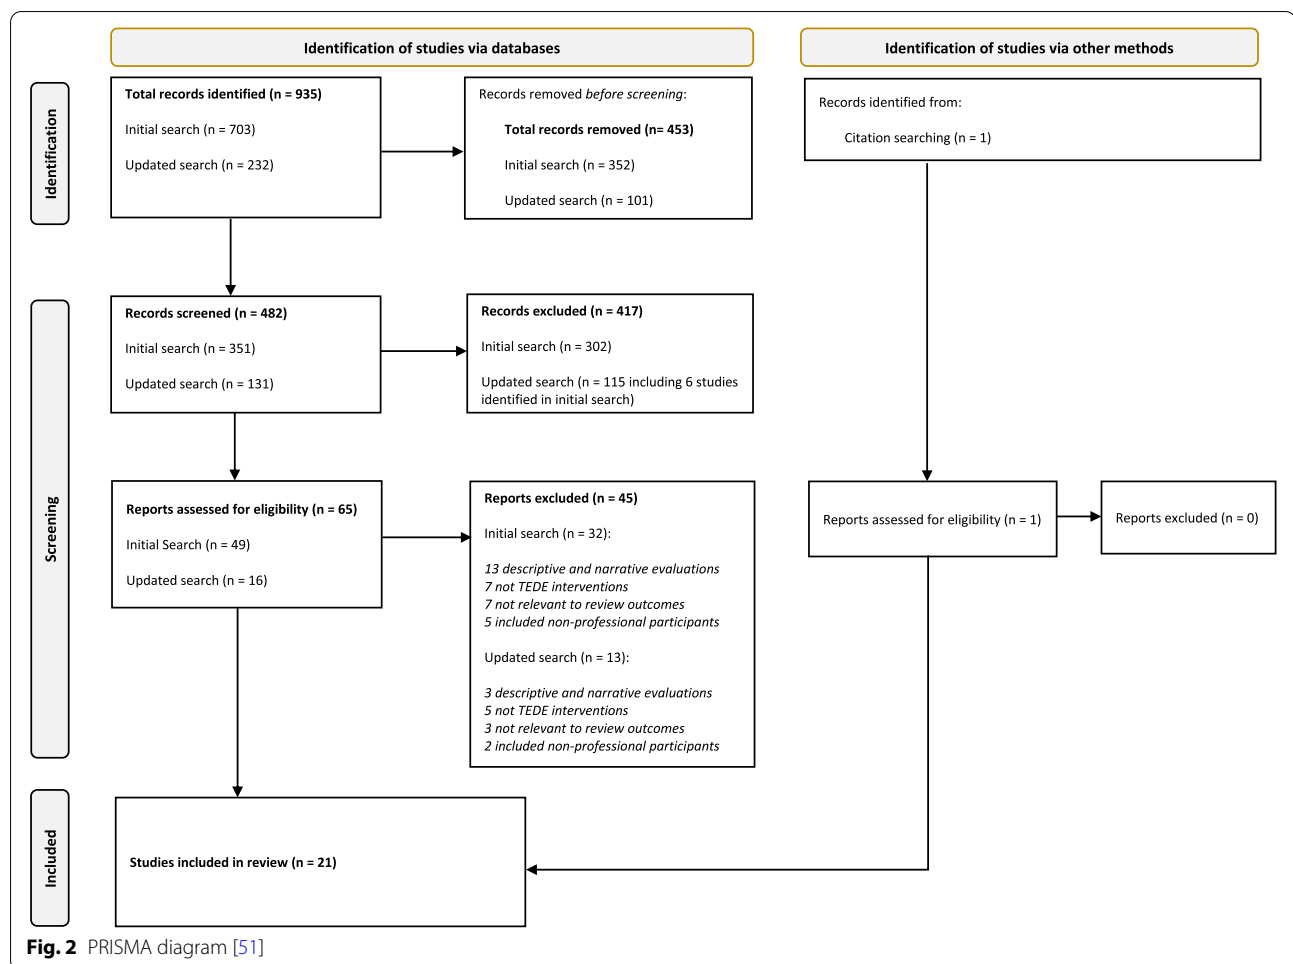 Identification of studies via databases
Identification of studies via other methods
Identification
Total records identified (n = 935)
Initial search (n = 703)
Updated search (n = 232)
Records removed before screening:
Total records removed (n= 453)
Initial search (n = 352)
Updated search (n = 101)
Records identified from:
Citation searching (n = 1)
Screening
Records screened (n = 482)
Initial search (n = 351)
Updated search (n = 131)
Records excluded (n = 417)
Initial search (n = 302)
Updated search (n = 115 including 6 studies
identified in initial search)
Reports assessed for eligibility (n = 65)
Initial Search (n = 49)
Updated search (n = 16)
Reports excluded (n = 45)
Initial search (n = 32):
13 descriptive and narrative evaluations
7 not TEDE interventions
7 not relevant to review outcomes
5 included non-professional participants
Updated search (n = 13):
3 descriptive and narrative evaluations
5 not TEDE interventions
3 not relevant to review outcomes
2 included non-professional participants
Reports assessed for eligibility (n = 1)
Reports excluded (n = 0)
Included
Studies included in review (n = 21)
Fig. 2 PRISMA diagram [51]